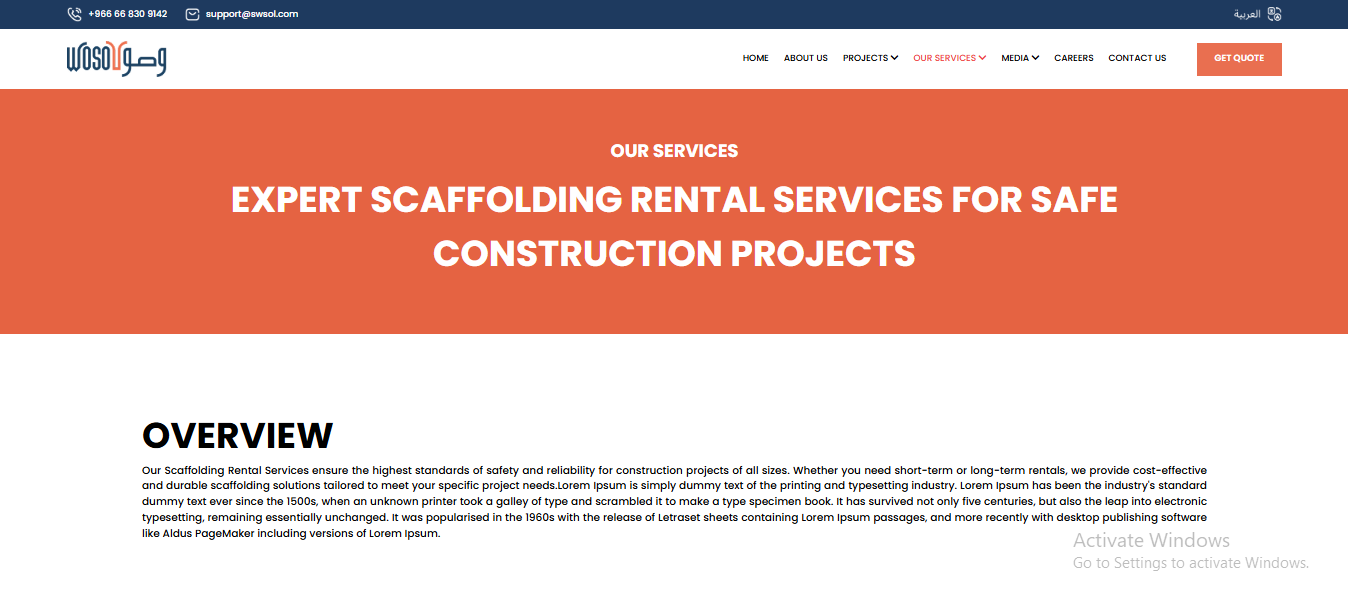 +966 66 830 9142 support@swsol.com العربية
WOSOL وصول
HOME ABOUT US PROJECTS OUR SERVICES MEDIA CAREERS CONTACT US GET QUOTE
OUR SERVICES
EXPERT SCAFFOLDING RENTAL SERVICES FOR SAFE
CONSTRUCTION PROJECTS
OVERVIEW
Our Scaffolding Rental Services ensure the highest standards of safety and reliability for construction projects of all sizes. Whether you need short-term or long-term rentals, we provide cost-effective
and durable scaffolding solutions tailored to meet your specific project needs.Lorem Ipsum is simply dummy text of the printing and typesetting industry. Lorem Ipsum has been the industry's standard
dummy text ever since the 1500s, when an unknown printer took a galley of type and scrambled it to make a type specimen book. It has survived not only five centuries, but also the leap into electronic
typesetting, remaining essentially unchanged. It was popularised in the 1960s with the release of Letraset sheets containing Lorem Ipsum passages, and more recently with desktop publishing software
like Aldus PageMaker including versions of Lorem Ipsum.
Activate Windows
Go to Settings to activate Windows.